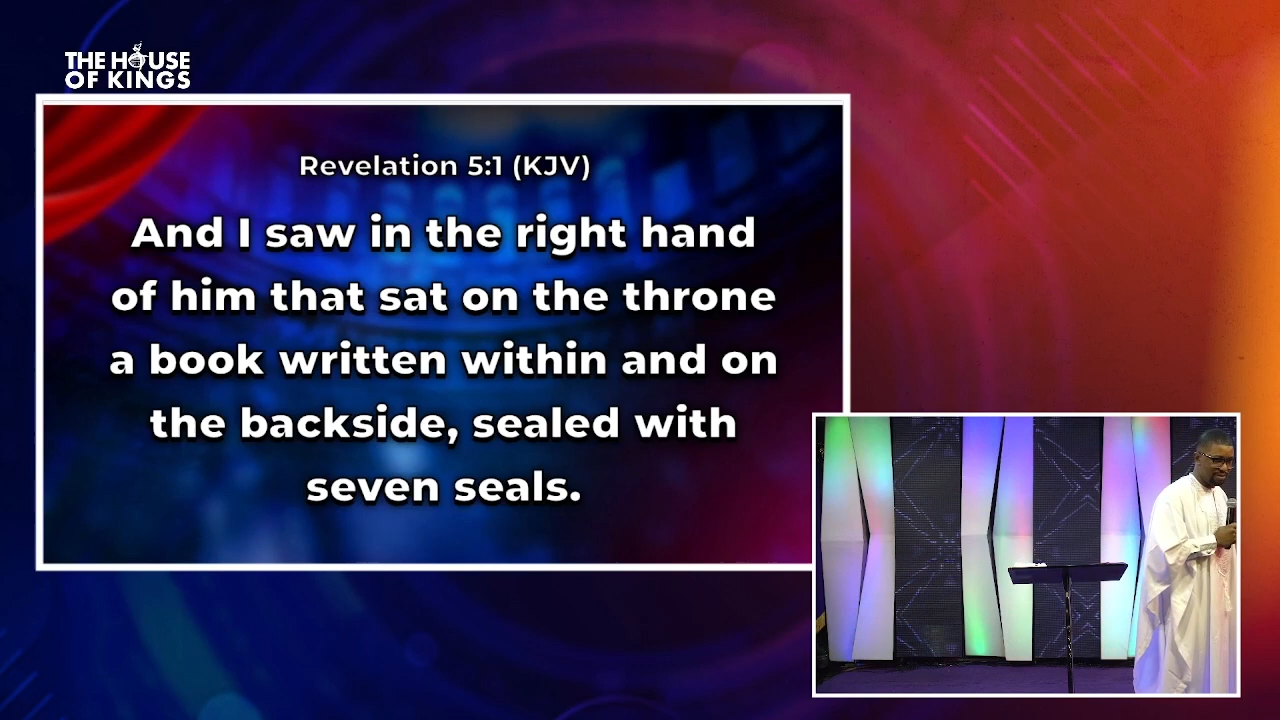 THE HOUSE
OF KINGS
Revelation 5:1 (KJV)
And I saw in the right hand
of him that sat on the throne
a book written within and on
the backside, sealed with
seven seals.